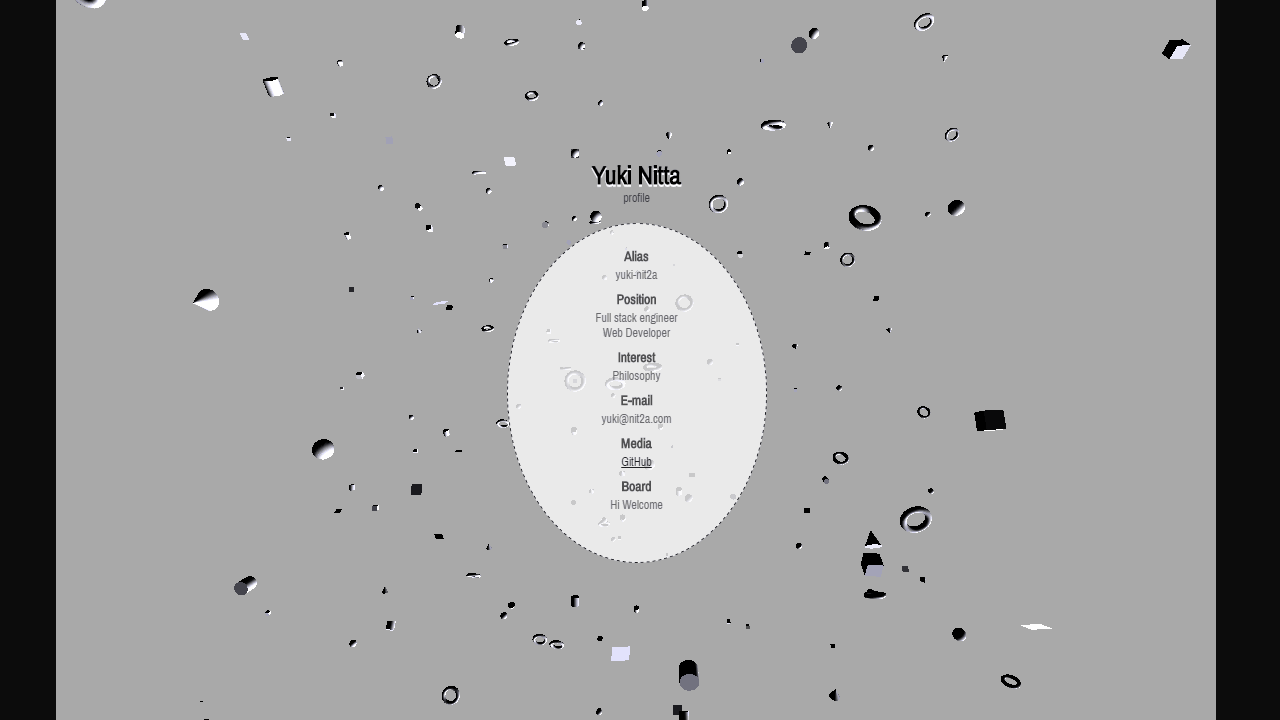 Yuki Nitta
profile
Alias
yuki-nit2a
Position
Full stack engineer
Web Developer
Interest
Philosophy
E-mail
yuki@nit2a.com
Media
GitHub
Board
Hi Welcome